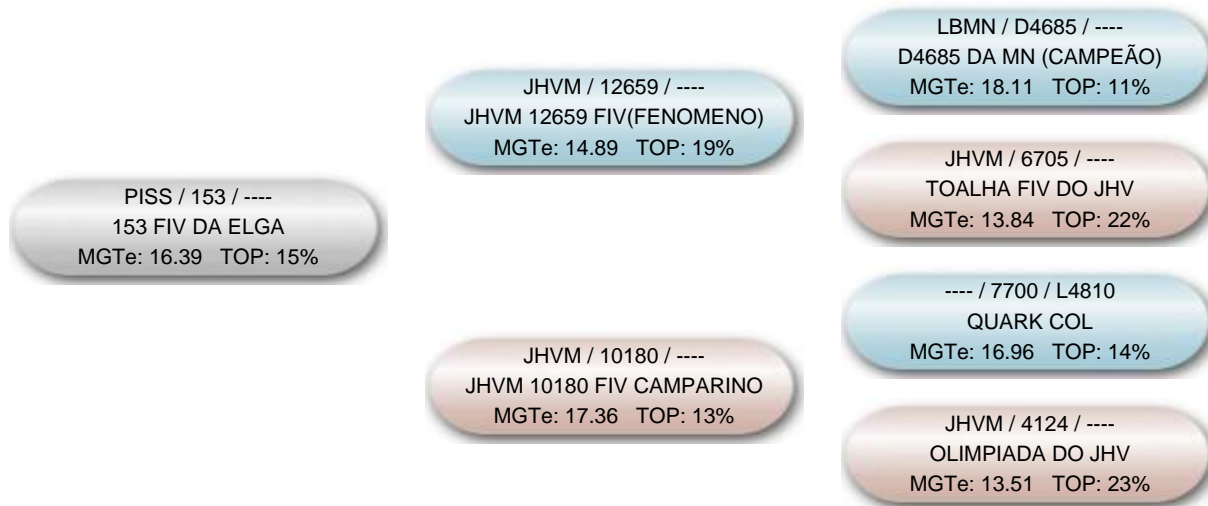 PISS / 153 / ----
153 FIV DA ELGA
MGTe: 16.39 TOP: 15%
JHVM / 12659 / ----
JHVM 12659 FIV(FENOMENO)
MGTe: 14.89 TOP: 19%
JHVM / 10180 / ----
JHVM 10180 FIV CAMPARINO
MGTe: 17.36 TOP: 13%
LBMN / D4685 / ----
D4685 DA MN (CAMPEÃO)
MGTe: 18.11 TOP: 11%
JHVM / 6705 / ----
TOALHA FIV DO JHV
MGTe: 13.84 TOP: 22%
---- / 7700 / L4810
QUARK COL
MGTe: 16.96 TOP: 14%
JHVM / 4124 / ----
OLIMPIADA DO JHV
MGTe: 13.51 TOP: 23%